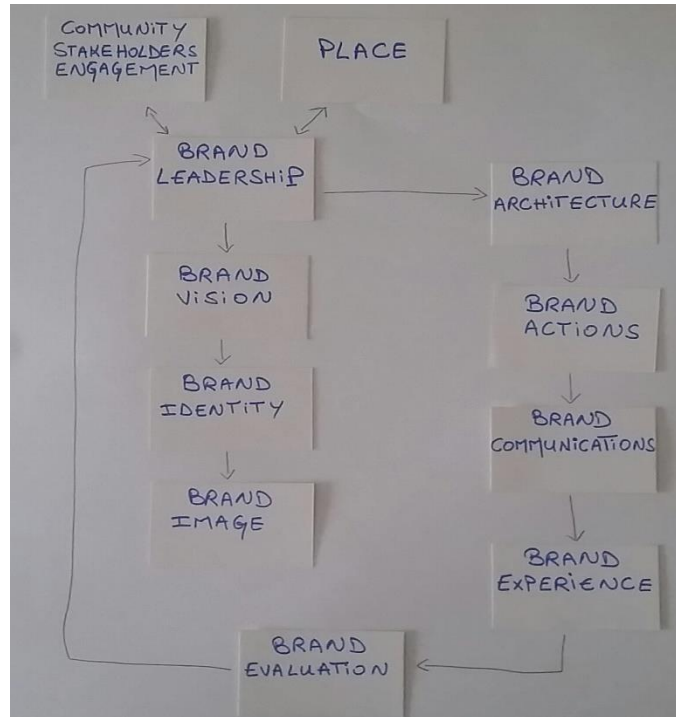 COMMUNITY
STAKEHOLDERS
ENGAGEMENT
PLACE
BRAND
LEADERSHIP
BRAND
ARCHITECTURE
BRAND
VISION
BRAND
ACTIONS
BRAND
IDENTITY
BRAND
COMMUNICATIONS
BRAND
IMAGE
BRAND
EXPERIENCE
BRAND
EVALUATION